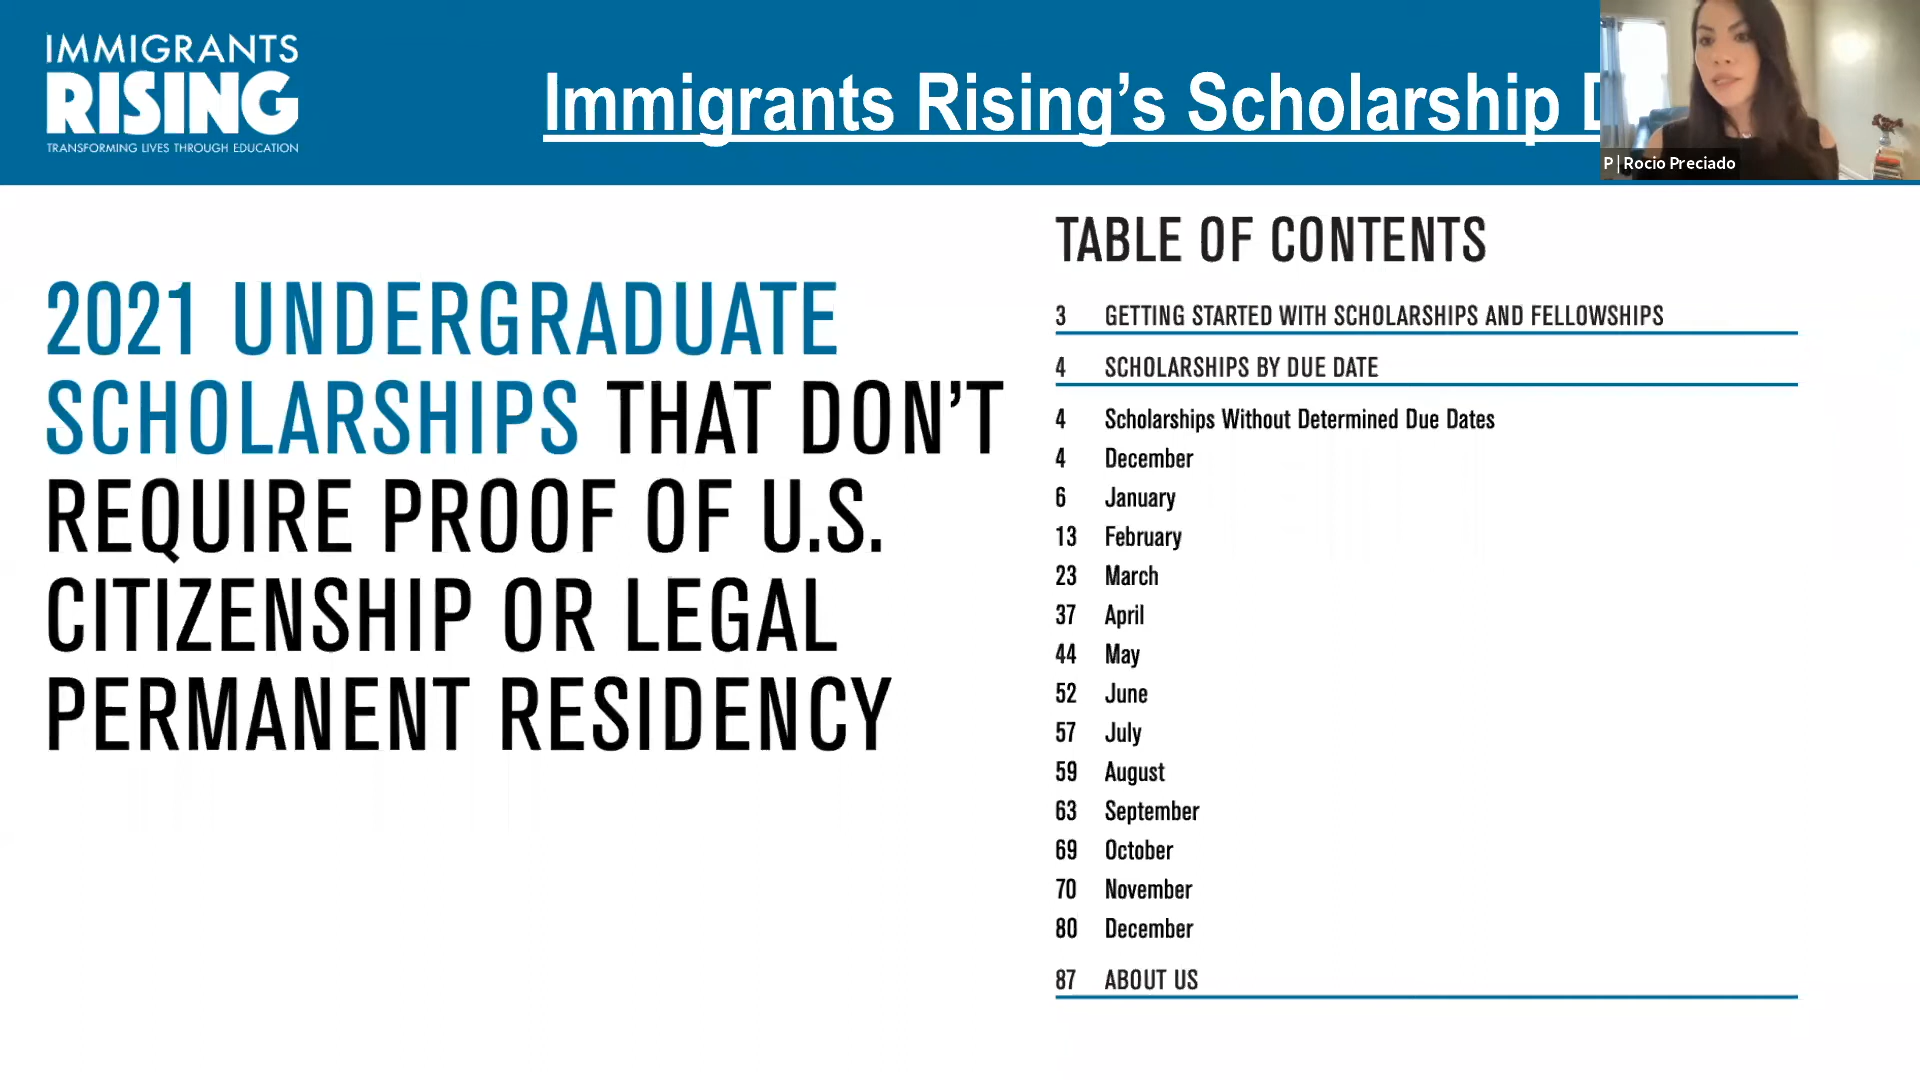 IMMIGRANTS
RISING
TRANSFORMING LIVES THROUGH EDUCATION
Immigrants Rising’s Scholarship
P | Rocio Preciado
2021 UNDERGRADUATE
SCHOLARSHIPS THAT DON’T
REQUIRE PROOF OF U.S.
CITIZENSHIP OR LEGAL
PERMANENT RESIDENCY
TABLE OF CONTENTS
3 GETTING STARTED WITH SCHOLARSHIPS AND FELLOWSHIPS
4 SCHOLARSHIPS BY DUE DATE
4 Scholarships Without Determined Due Dates
4 December
6 January
13 February
23 March
37 April
44 May
52 June
57 July
59 August
63 September
69 October
70 November
80 December
87 ABOUT US